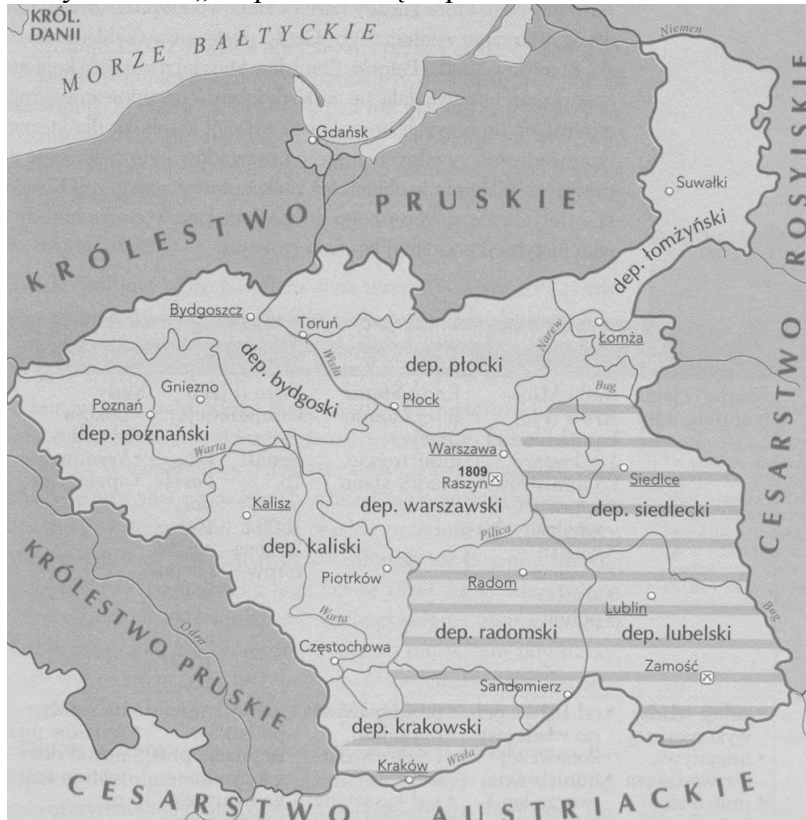 KRÓL.
DANII
MORZE BAŁTYCKIE
Niemen
Gdańsk
Suwałki
KRÓLESTWO PRUSKIE
CESARSTWO ROSYJSKIE
dep. łomżyński
Bydgoszcz
Toruń
Narew
Łomża
Wisła
dep. płocki
dep. bydgoski
Gniezno
Bug
Poznań
Płock
dep. poznański
Warta
Warszawa
1809
Raszyn
Siedlce
Kalisz
dep. warszawski
dep. siedlecki
dep. kaliski
Pilica
Piotrków
Radom
Lublin
Bug
KRÓLESTWO PRUSKIE
Odra
Warta
dep. radomski
dep. lubelski
Częstochowa
Zamość
Sandomierz
dep. krakowski
Wisła
Kraków
CESARSTWO AUSTRIACKIE